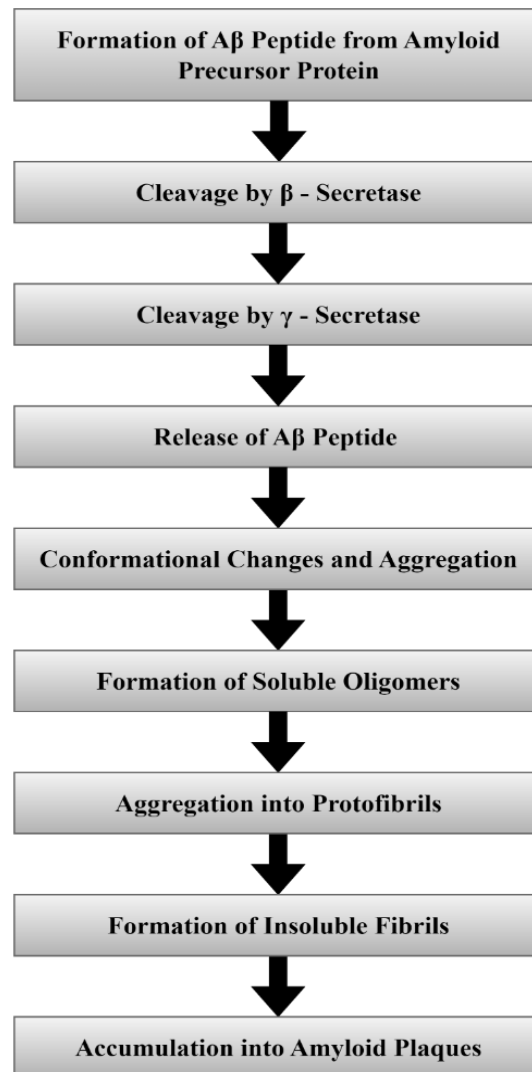 Formation of Aβ Peptide from Amyloid
Precursor Protein
Cleavage by β - Secretase
Cleavage by γ - Secretase
Release of Aβ Peptide
Conformational Changes and Aggregation
Formation of Soluble Oligomers
Aggregation into Protofibrils
Formation of Insoluble Fibrils
Accumulation into Amyloid Plaques